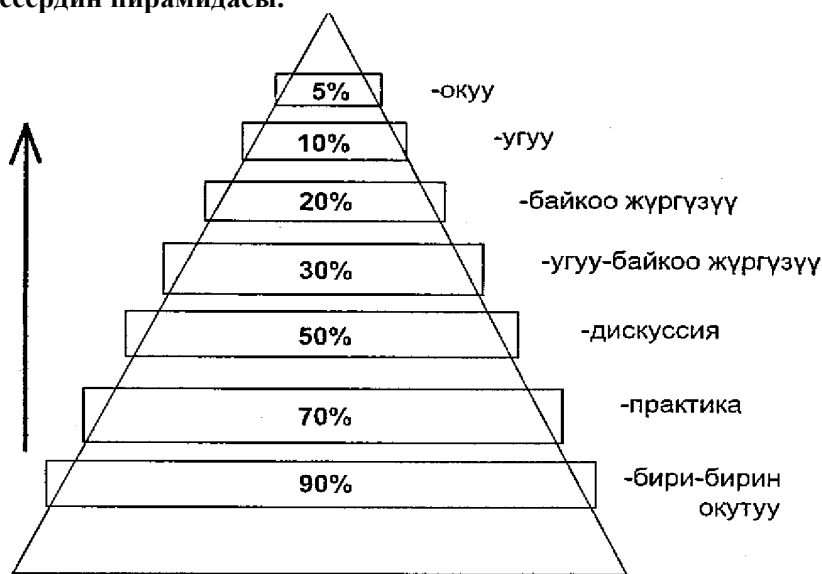 пирамидасы.
5% -окуу
10% -угуу
20% -байкоо жүргүзүү
30% -угуу-байкоо жүргүзүү
50% -дискуссия
70% -практика
90% -бири-бирин
окутуу